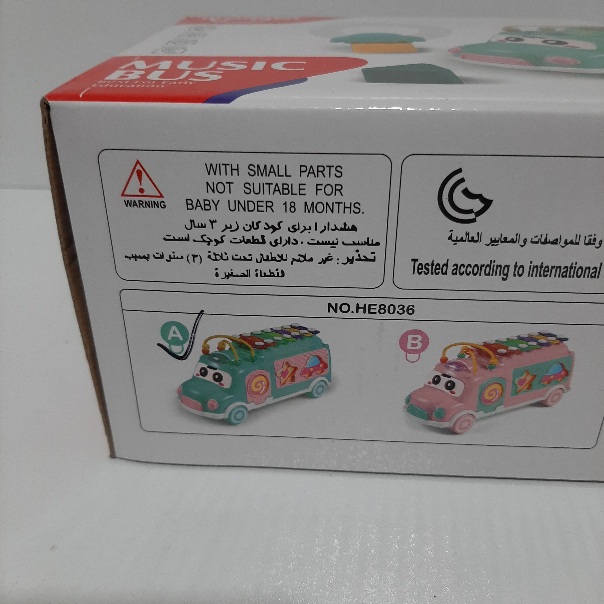 MUSIC
BUS
WARNING
WITH SMALL PARTS
NOT SUITABLE FOR
BABY UNDER 18 MONTHS.
هشدار! برای کودکان زیر ۳ سال
مناسب نیست ، دارای قطعات کوچک است
تحذير : غير ملائم للاطفال تحت ثلاثة (٣) سنوات بسبب
القطعة الصغيرة
وفقا للمواصفات والمعايير العالمية
Tested according to international
NO.HE8036
A
B